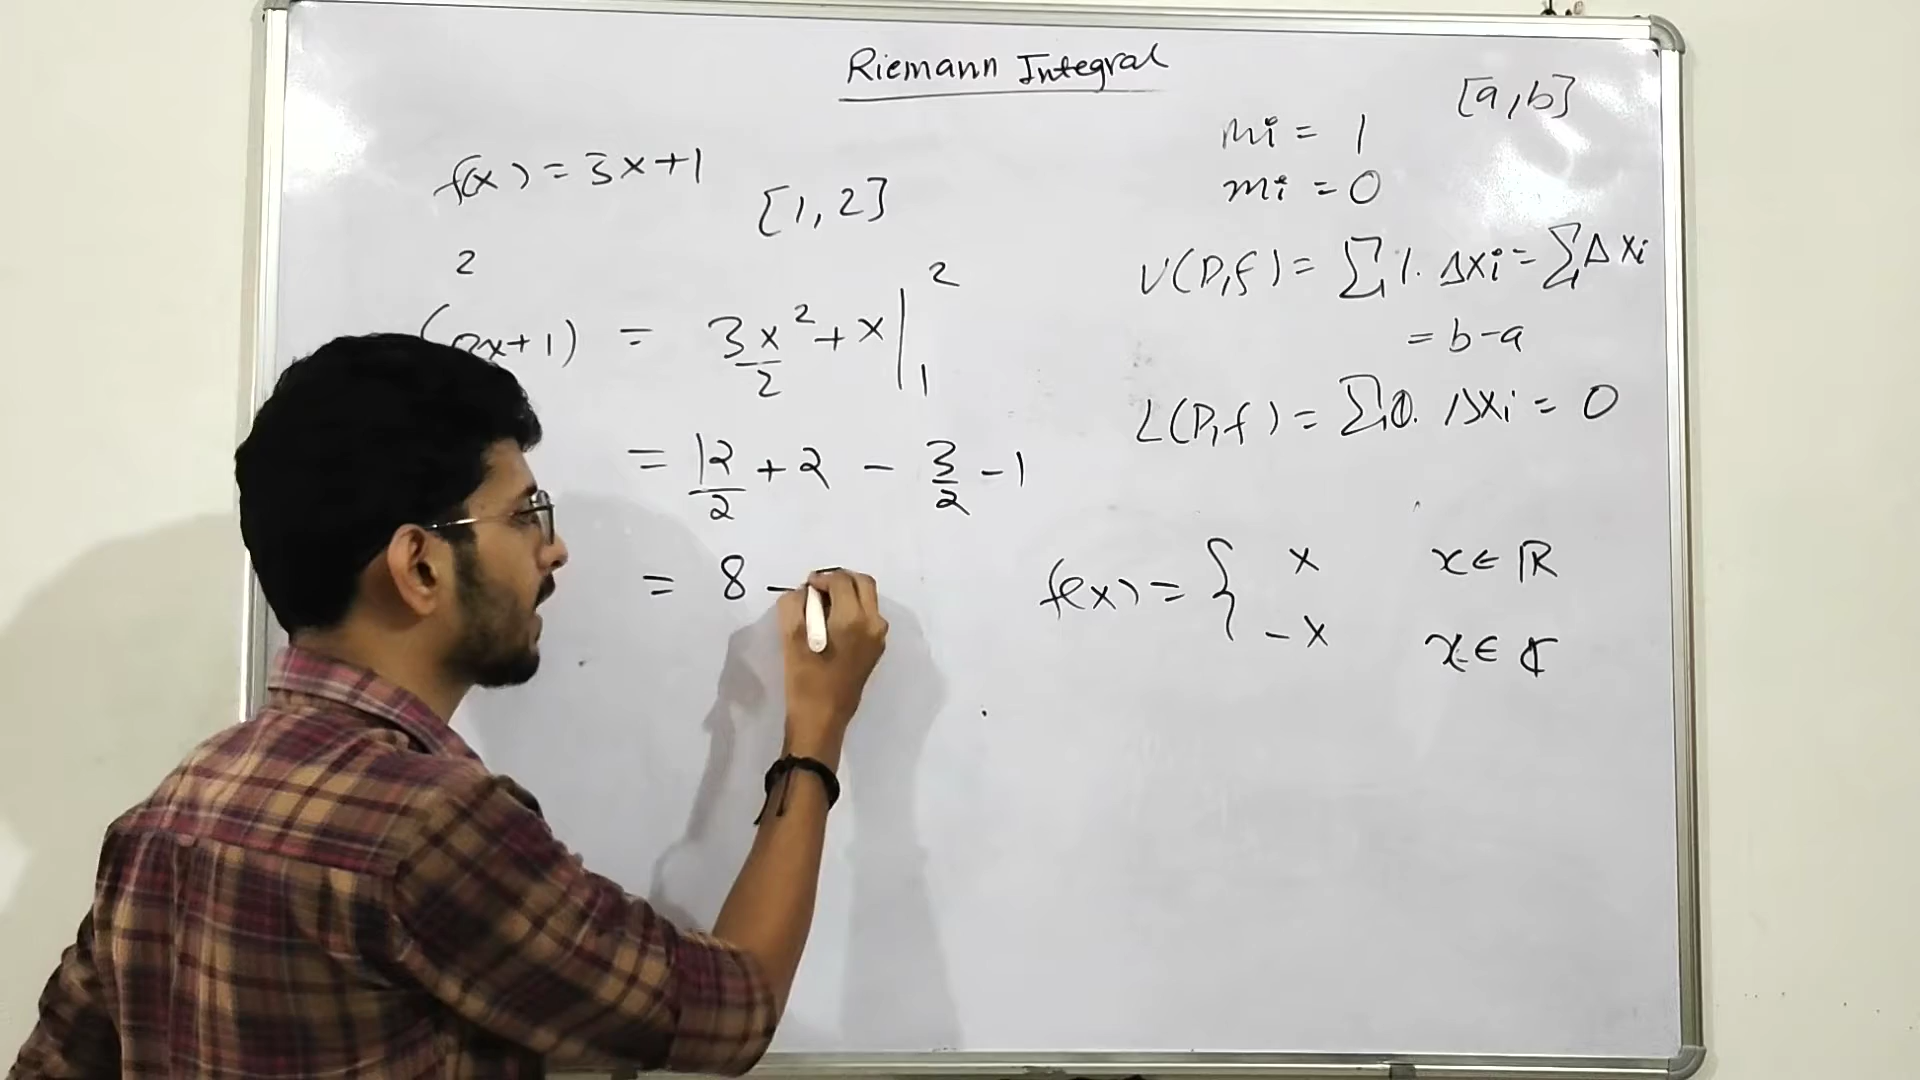 Riemann Integral
f(x) = 3x+1
[1,2]
2
x+1) = 3x²/2 + x |₁²
= 12/2 + 2 - 3/2 - 1
= 8 -
[a,b]
mi = 1
mi = 0
U(P,f) = ∑ 1. Δxi = ∑ Δxi
= b-a
L(P,f) = ∑ 0. Δxi = 0
f(x) = { x x ∈ ℝ
-x x ∈